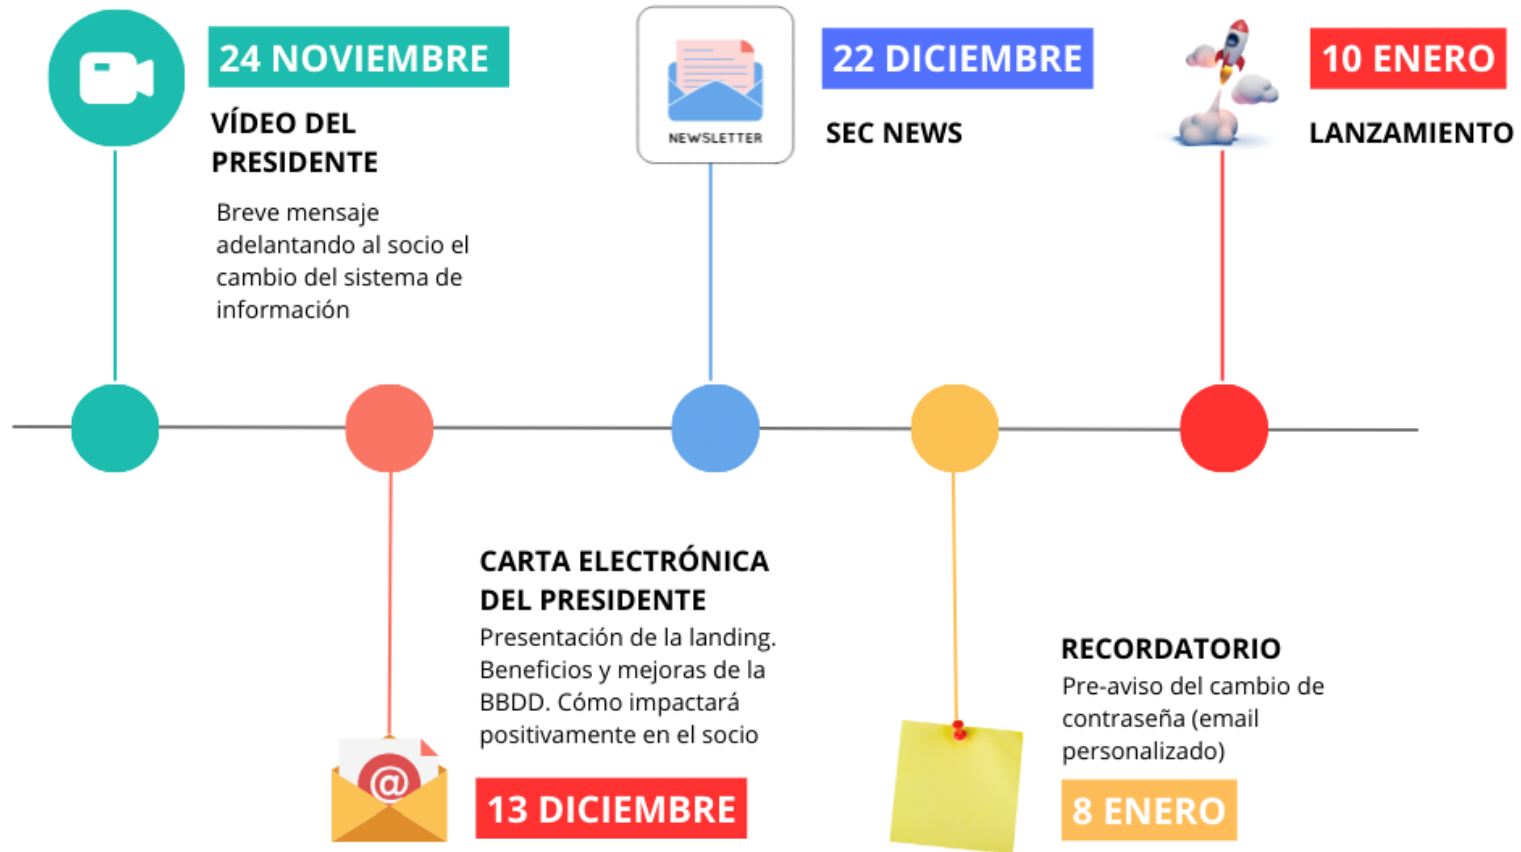 24 NOVIEMBRE
VÍDEO DEL
PRESIDENTE
Breve mensaje
adelantando al socio el
cambio del sistema de
información
NEWSLETTER
22 DICIEMBRE
SEC NEWS
10 ENERO
LANZAMIENTO
CARTA ELECTRÓNICA
DEL PRESIDENTE
Presentación de la landing.
Beneficios y mejoras de la
BBDD. Cómo impactará
positivamente en el socio
@
13 DICIEMBRE
RECORDATORIO
Pre-aviso del cambio de
contraseña (email
personalizado)
8 ENERO